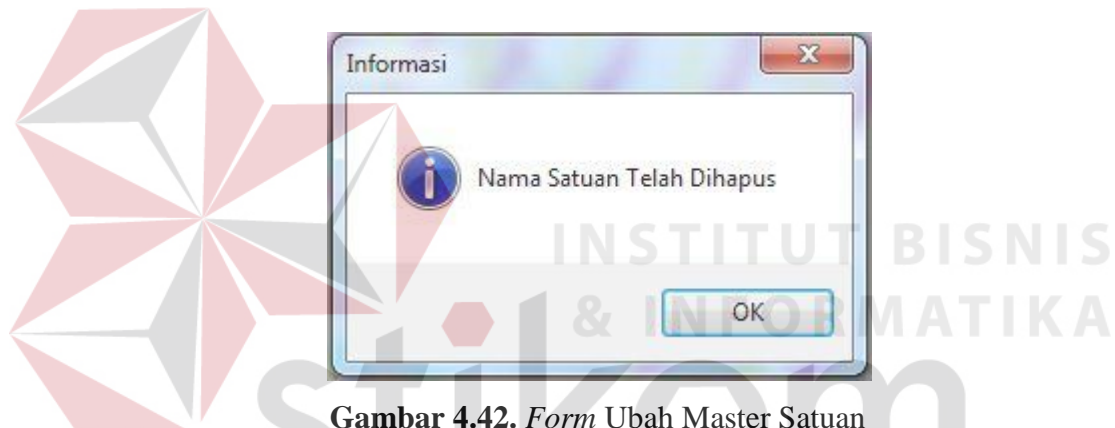 Informasi
Nama Satuan Telah Dihapus
INSTITUT BISNIS
& INFORMATIKA
OK
stikom
Gambar 4.42. Form Ubah Master Satuan